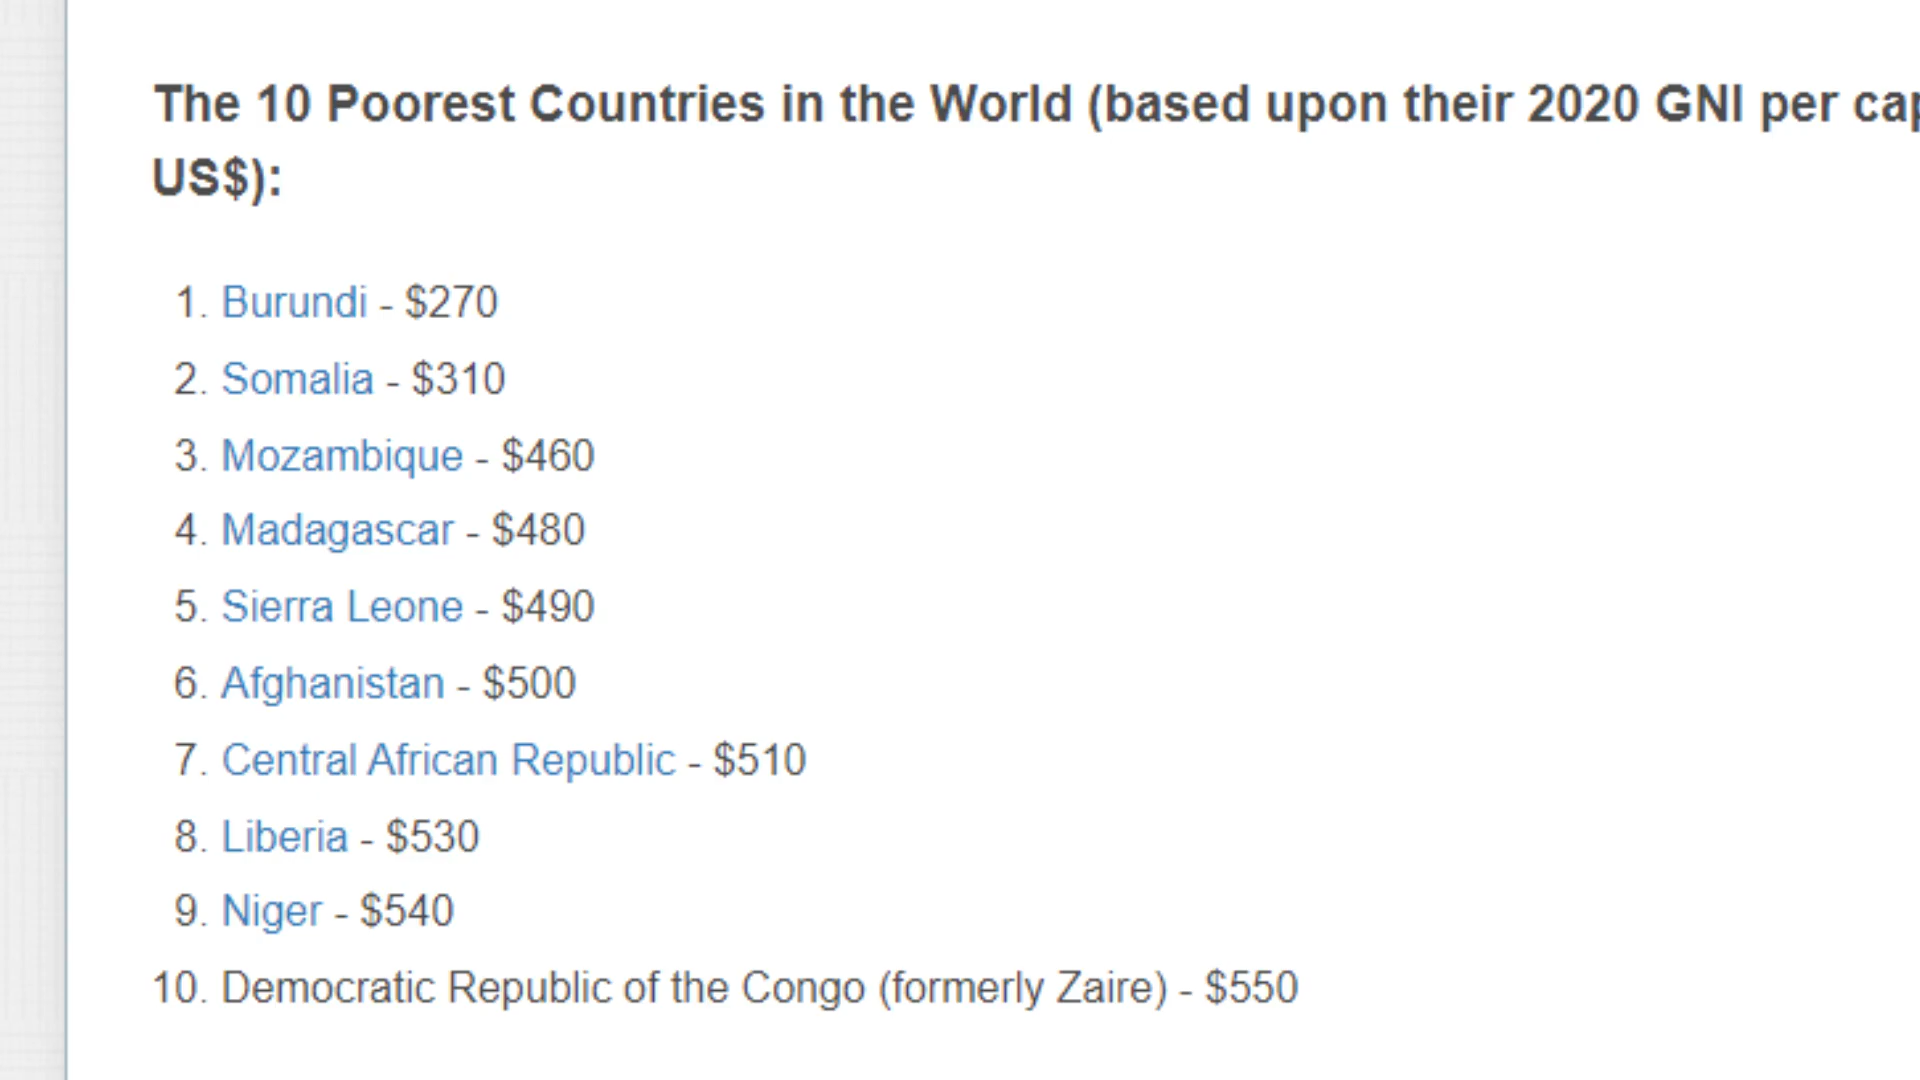 The 10 Poorest Countries in the World (based upon their 2020 GNI per cap
US$):
1. Burundi - $270
2. Somalia - $310
3. Mozambique - $460
4. Madagascar - $480
5. Sierra Leone - $490
6. Afghanistan - $500
7. Central African Republic - $510
8. Liberia - $530
9. Niger - $540
10. Democratic Republic of the Congo (formerly Zaire) - $550